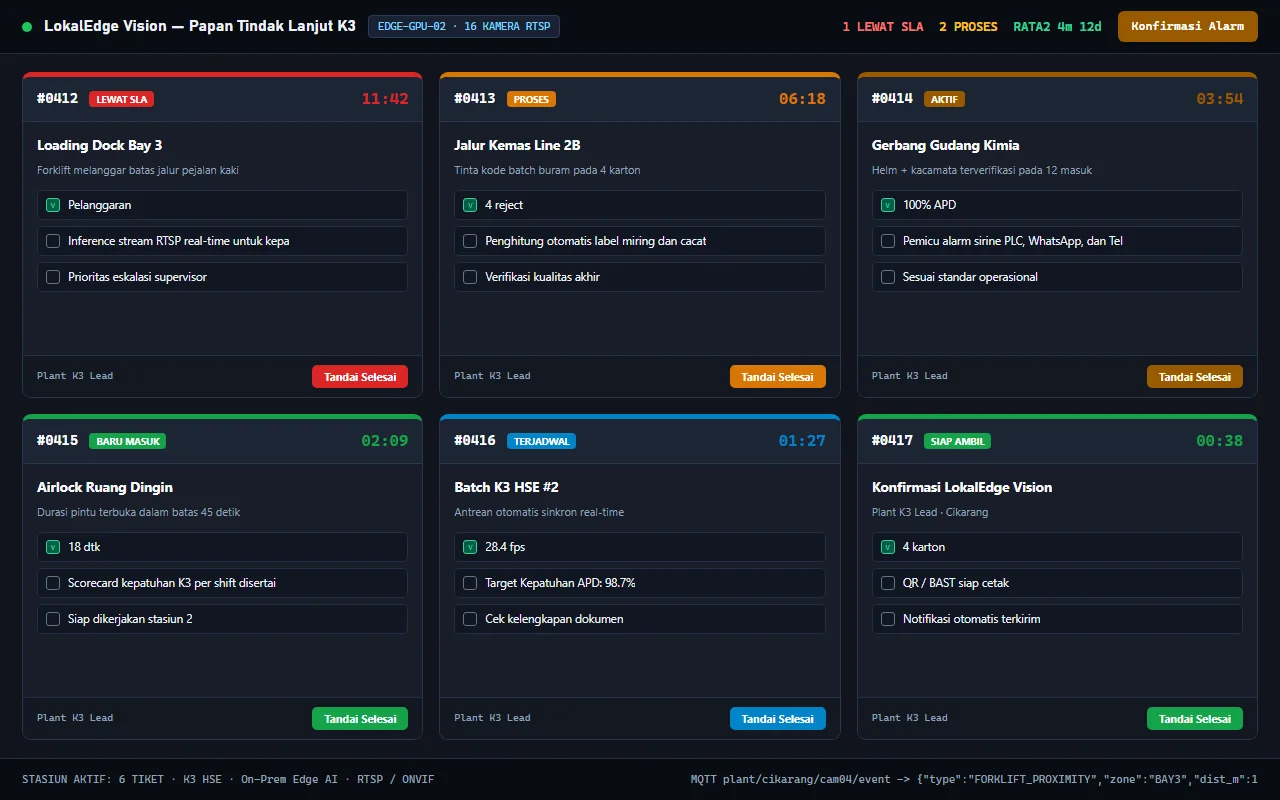 LokalEdge Vision — Papan Tindak Lanjut K3
EDGE-GPU-02 · 16 KAMERA RTSP
1 LEWAT SLA
2 PROSES
RATA2 4m 12d
Konfirmasi Alarm
#0412
LEWAT SLA
11:42
Loading Dock Bay 3
Forklift melanggar batas jalur pejalan kaki
v Pelanggaran
Inference stream RTSP real-time untuk kepa
Prioritas eskalasi supervisor
Plant K3 Lead
Tandai Selesai
#0413
PROSES
06:18
Jalur Kemas Line 2B
Tinta kode batch buram pada 4 karton
v 4 reject
Penghitung otomatis label miring dan cacat
Verifikasi kualitas akhir
Plant K3 Lead
Tandai Selesai
#0414
AKTIF
03:54
Gerbang Gudang Kimia
Helm + kacamata terverifikasi pada 12 masuk
v 100% APD
Pemicu alarm sirine PLC, WhatsApp, dan Tel
Sesuai standar operasional
Plant K3 Lead
Tandai Selesai
#0415
BARU MASUK
02:09
Airlock Ruang Dingin
Durasi pintu terbuka dalam batas 45 detik
v 18 dtk
Scorecard kepatuhan K3 per shift disertai
Siap dikerjakan stasiun 2
Plant K3 Lead
Tandai Selesai
#0416
TERJADWAL
01:27
Batch K3 HSE #2
Antrean otomatis sinkron real-time
v 28.4 fps
Target Kepatuhan APD: 98.7%
Cek kelengkapan dokumen
Plant K3 Lead
Tandai Selesai
#0417
SIAP AMBIL
00:38
Konfirmasi LokalEdge Vision
Plant K3 Lead · Cikarang
v 4 karton
QR / BAST siap cetak
Notifikasi otomatis terkirim
Plant K3 Lead
Tandai Selesai
STASIUN AKTIF: 6 TIKET · K3 HSE · On-Prem Edge AI · RTSP / ONVIF
MQTT plant/cikarang/cam04/event -> {"type":"FORKLIFT_PROXIMITY","zone":"BAY3","dist_m":1